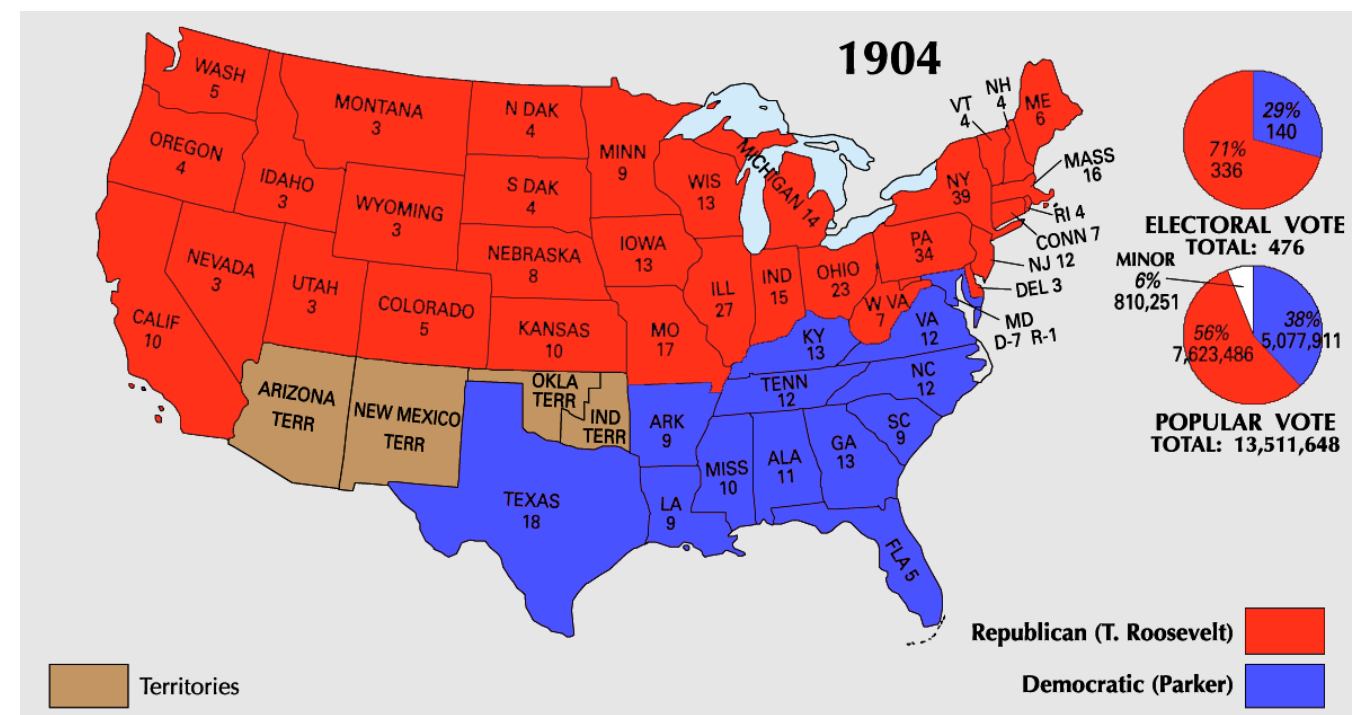 1904
WASH
5
OREGON
4
CALIF
10
NEVADA
3
IDAHO
3
MONTANA
3
WYOMING
3
UTAH
3
COLORADO
5
ARIZONA
TERR
NEW MEXICO
TERR
N DAK
4
S DAK
4
NEBRASKA
8
KANSAS
10
OKLA
TERR
IND
TERR
TEXAS
18
MINN
9
IOWA
13
MO
17
ARK
9
LA
9
WIS
13
ILL
27
MICHIGAN 14
IND
15
OHIO
23
KY
13
TENN
12
MISS
10
ALA
11
GA
13
FLA 5
SC
9
NC
12
VA
12
W VA
7
PA
34
NY
39
VT
4
NH
4
ME
6
MASS
16
RI 4
CONN 7
NJ 12
DEL 3
MD
D-7 R-1
29%
140
71%
336
ELECTORAL VOTE
TOTAL: 476
MINOR
6%
810,251
38%
5,077,911
56%
7,623,486
POPULAR VOTE
TOTAL: 13,511,648
Republican (T. Roosevelt)
Democratic (Parker)
Territories